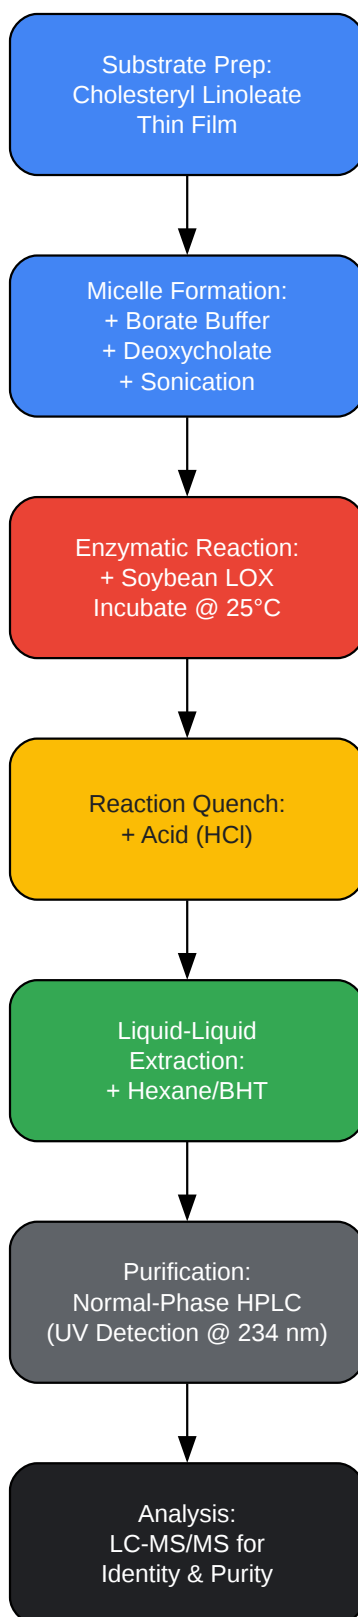 Substrate Prep:
Cholesteryl Linoleate
Thin Film
Micelle Formation:
+ Borate Buffer
+ Deoxycholate
+ Sonication
Enzymatic Reaction:
+ Soybean LOX
Incubate @ 25°C
Reaction Quench:
+ Acid (HCl)
Liquid-Liquid
Extraction:
+ Hexane/BHT
Purification:
Normal-Phase HPLC
(UV Detection @ 234 nm)
Analysis:
LC-MS/MS for
Identity & Purity